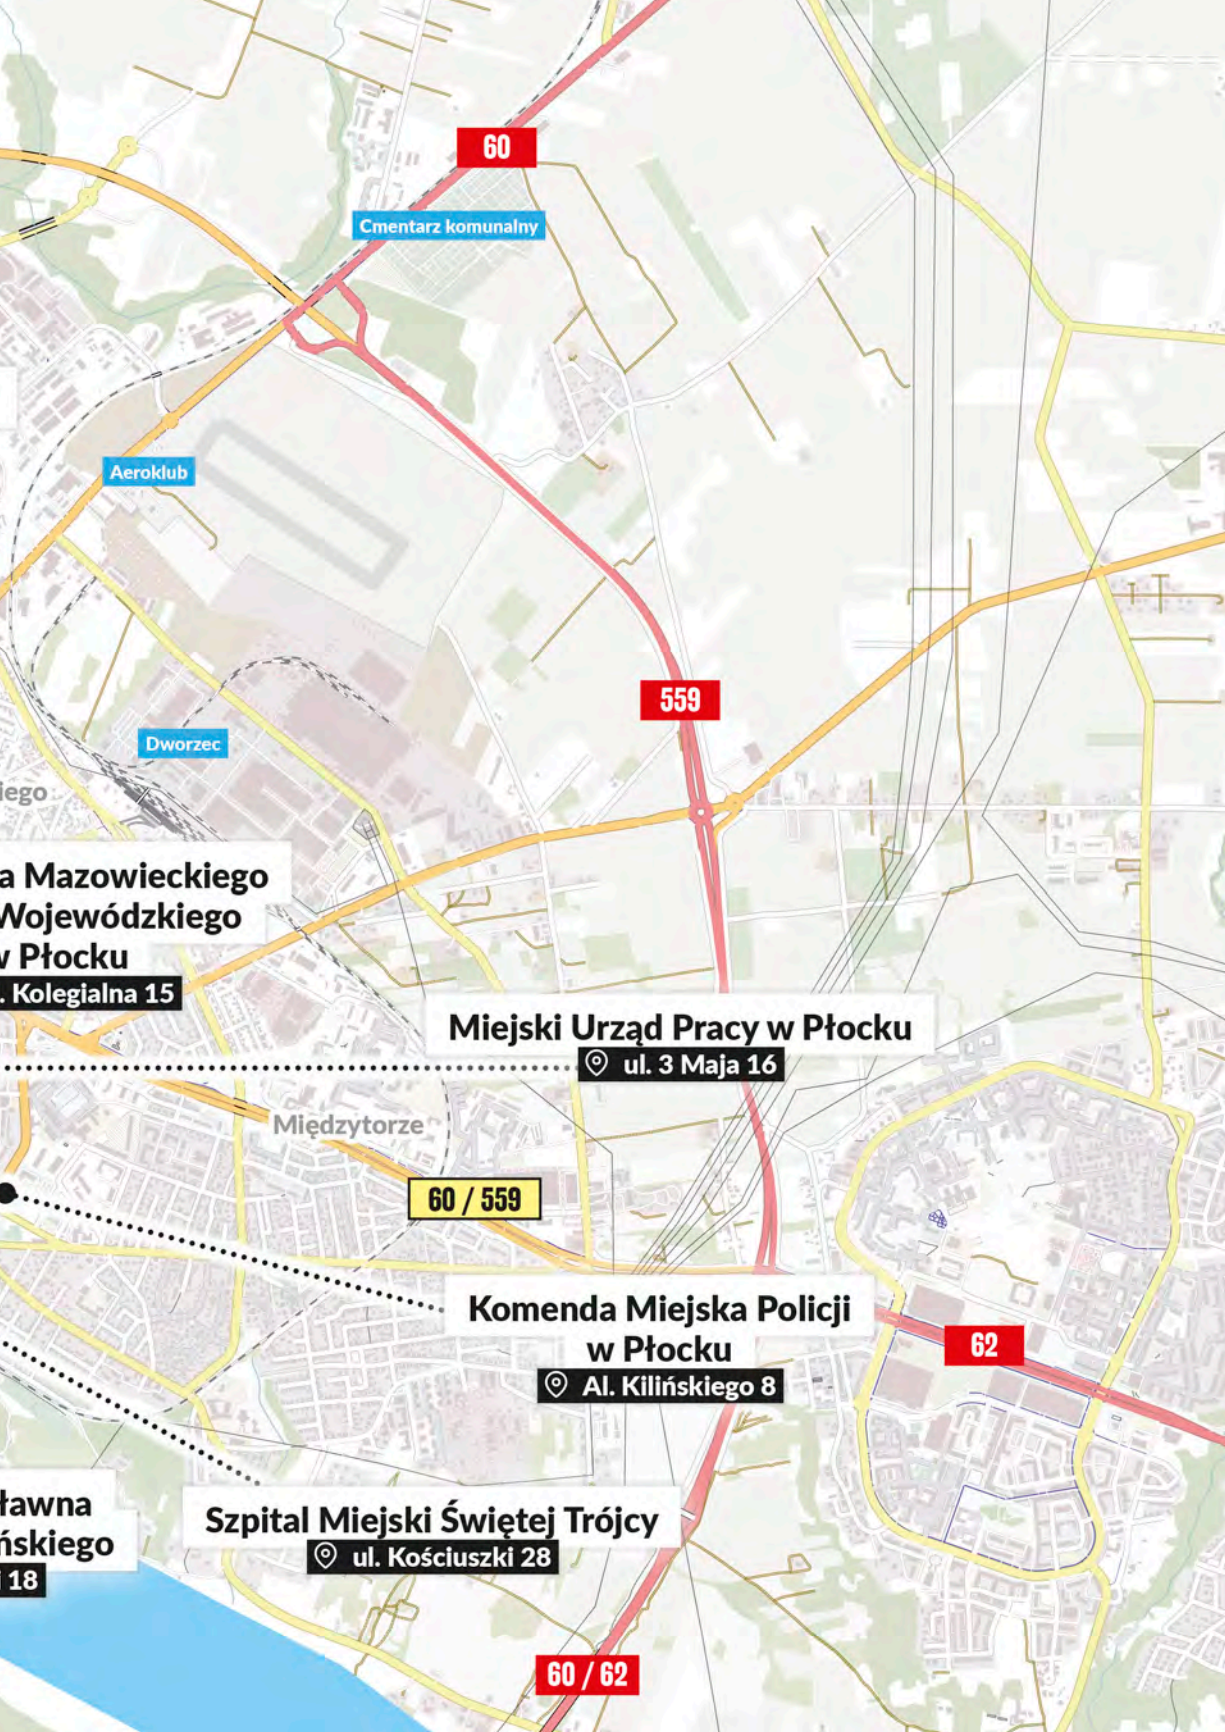 60
Cmentarz komunalny
Aeroklub
559
Dworzec
iego
a Mazowieckiego
Wojewódzkiego
w Płocku
. Kolegialna 15
Miejski Urząd Pracy w Płocku
ul. 3 Maja 16
Międzytorze
60 / 559
Komenda Miejska Policji
w Płocku
Al. Kilińskiego 8
62
ławna
ńskiego
18
Szpital Miejski Świętej Trójcy
ul. Kościuszki 28
60 / 62